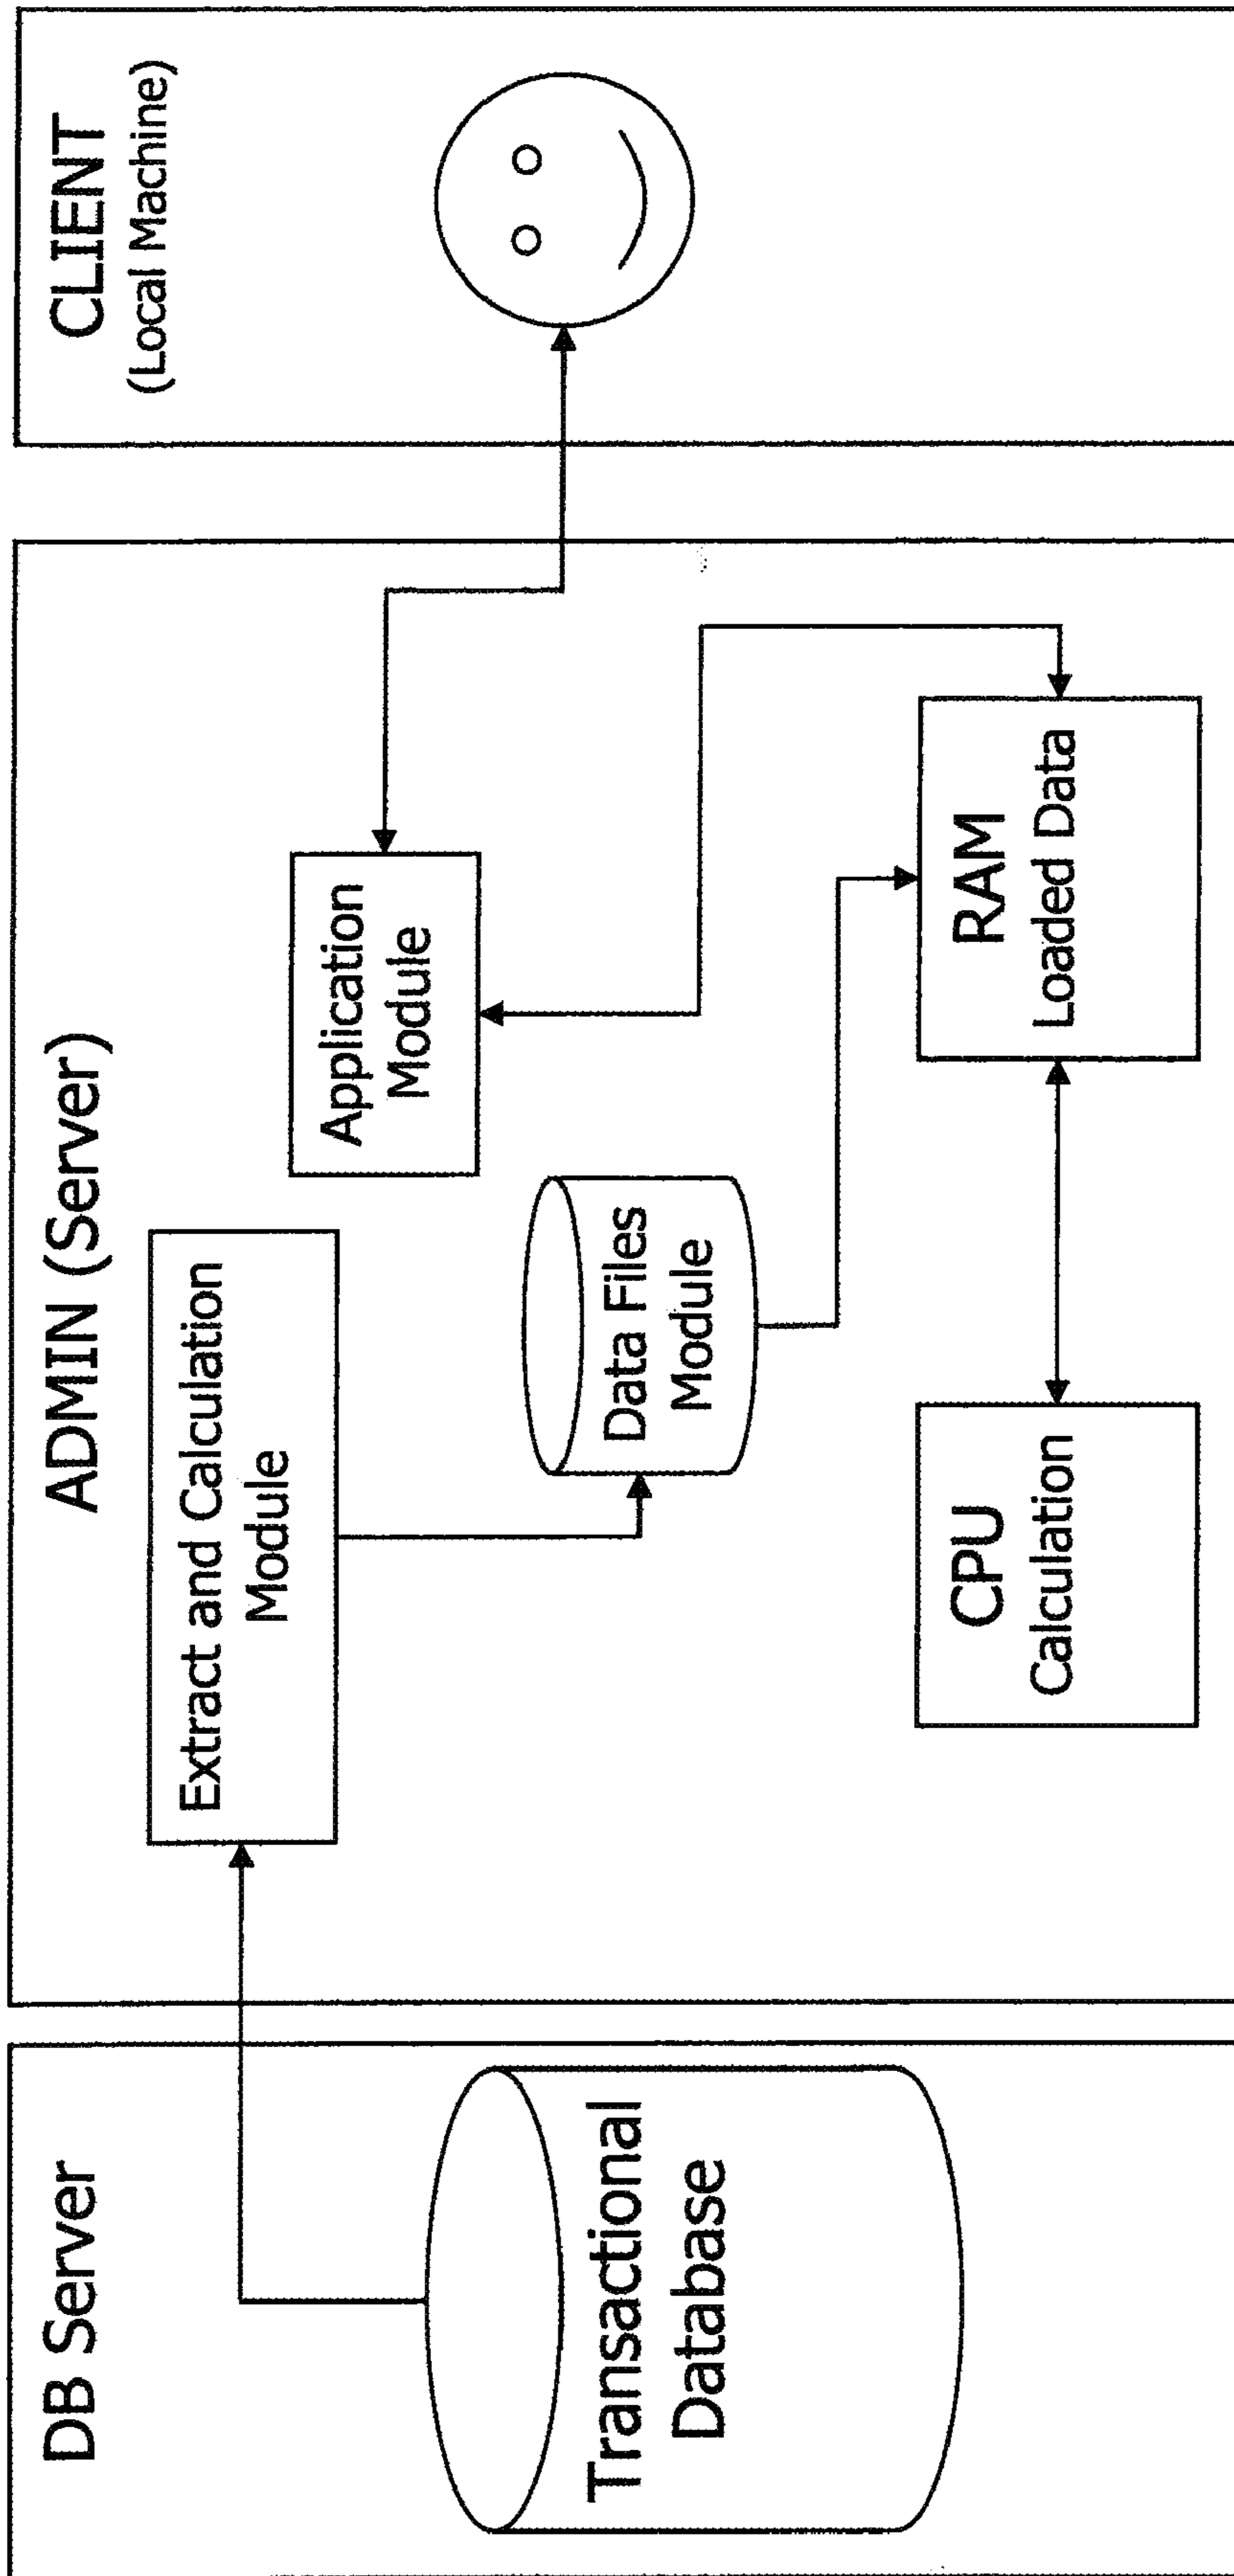 DB Server
Transactional
Database
ADMIN (Server)
Extract and Calculation
Module
Application
Module
Data Files
Module
CPU
Calculation
RAM
Loaded Data
CLIENT
(Local Machine)